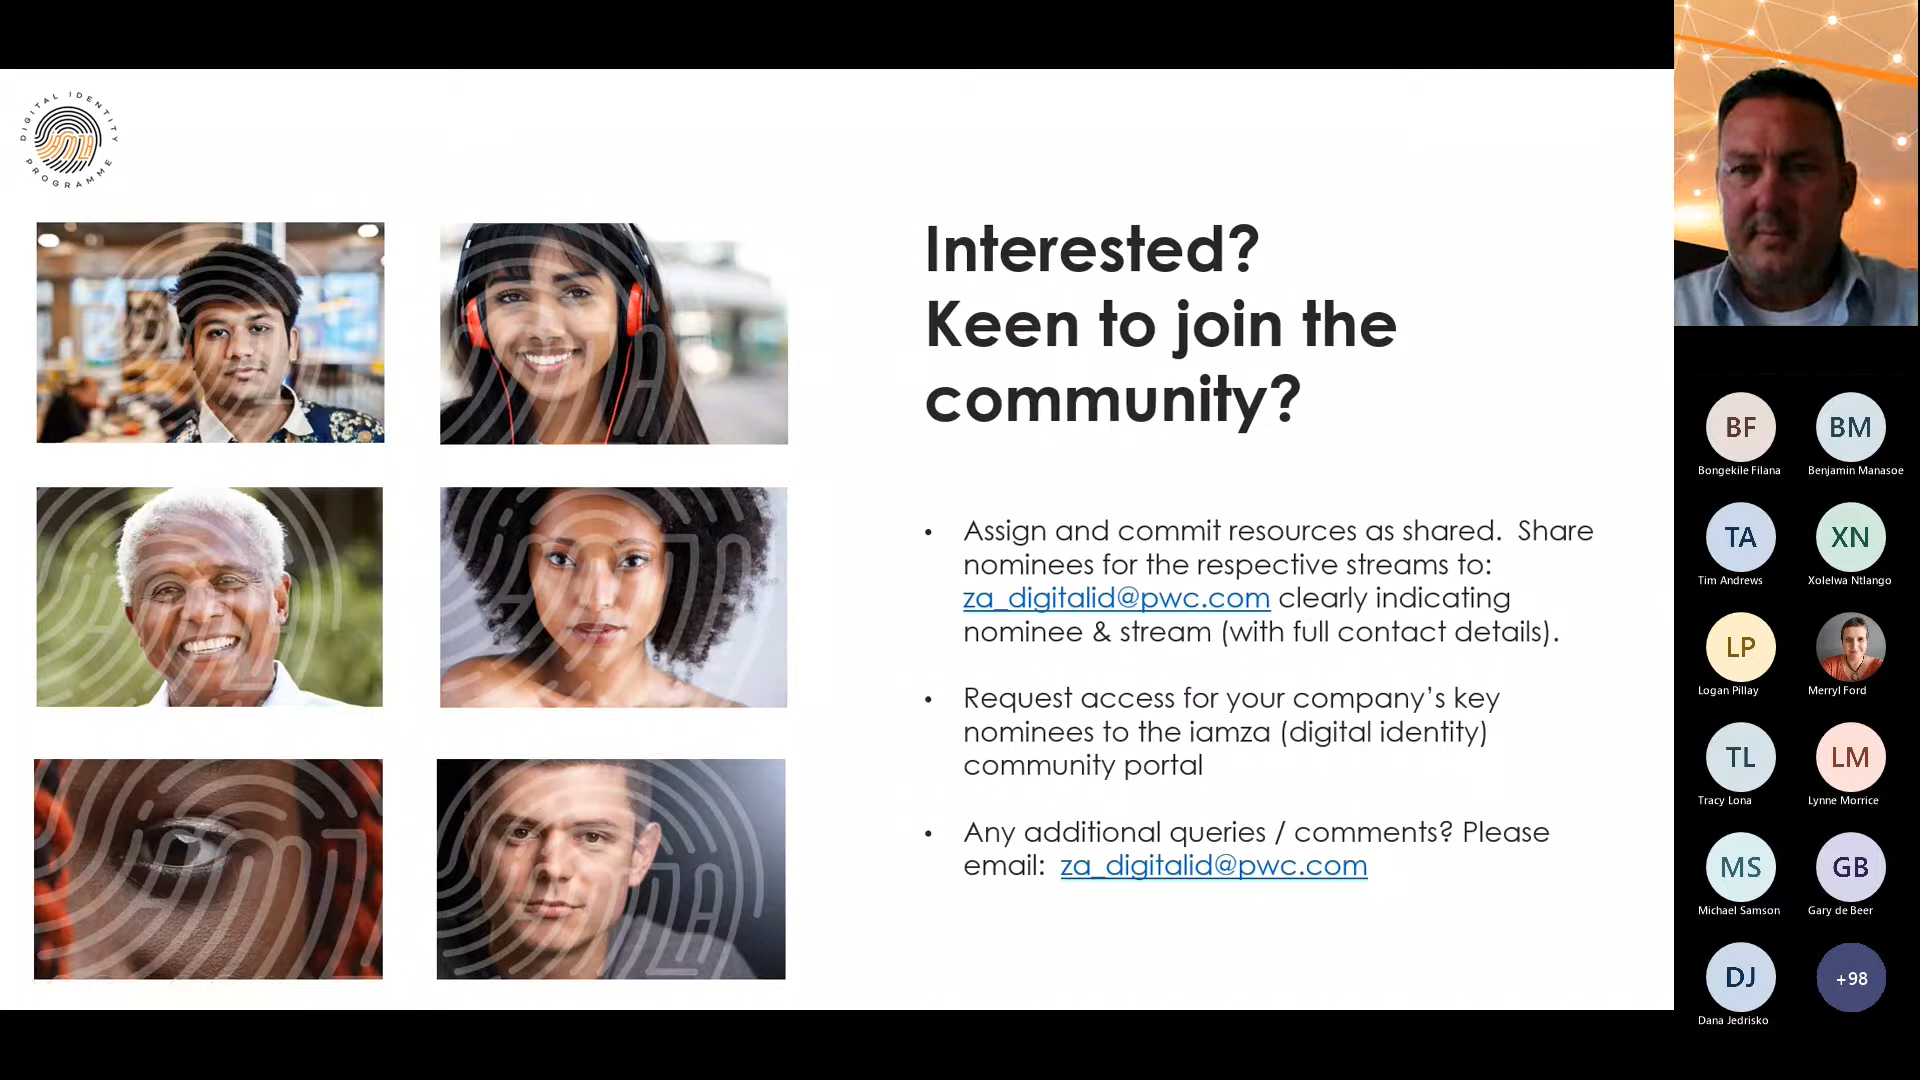 DIGITAL IDENTITY
iamza
PROGRAMME
Interested?
Keen to join the
community?
• Assign and commit resources as shared.  Share
nominees for the respective streams to:
za_digitalid@pwc.com clearly indicating
nominee & stream (with full contact details).
• Request access for your company’s key
nominees to the iamza (digital identity)
community portal
• Any additional queries / comments? Please
email:  za_digitalid@pwc.com
BF
Bongekile Filana
BM
Benjamin Manasoe
TA
Tim Andrews
XN
Xolelwa Ntlango
LP
Logan Pillay
Merryl Ford
TL
Tracy Lona
LM
Lynne Morrice
MS
Michael Samson
GB
Gary de Beer
DJ
Dana Jedrisko
+98